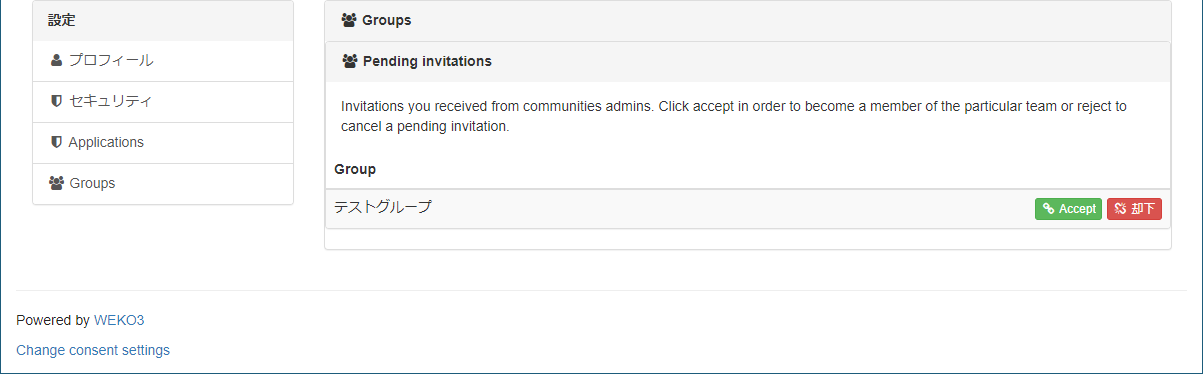 設定
プロフィール
セキュリティ
Applications
Groups
Groups
Pending invitations
Invitations you received from communities admins. Click accept in order to become a member of the particular team or reject to
cancel a pending invitation.
Group
テストグループ
Accept 却下
Powered by WEKO3
Change consent settings